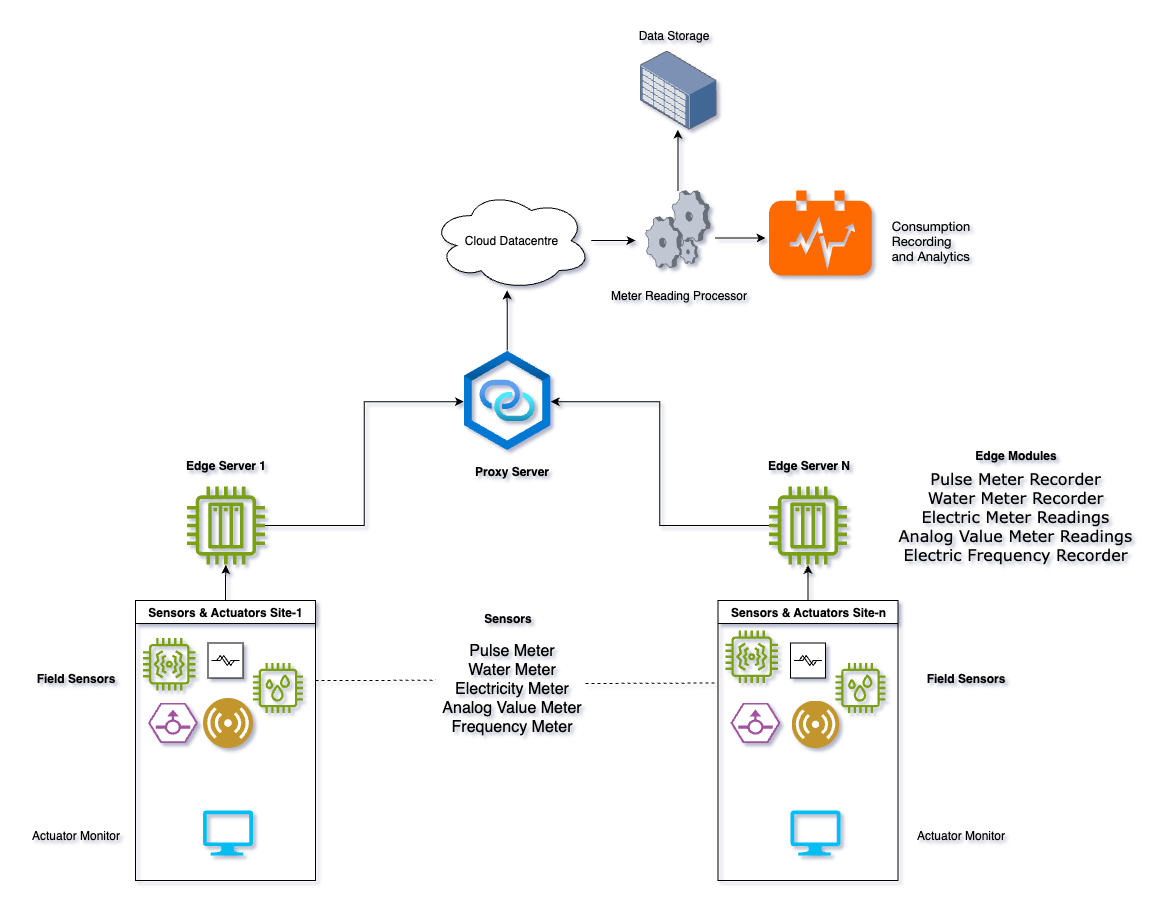 Data Storage
Cloud Datacentre
Consumption
Recording
and Analytics
Meter Reading Processor
Proxy Server
Edge Server 1
Edge Server N
Edge Modules
Pulse Meter Recorder
Water Meter Recorder
Electric Meter Readings
Analog Value Meter Readings
Electric Frequency Recorder
Sensors & Actuators Site-1
Sensors
Sensors & Actuators Site-n
Pulse Meter
Water Meter
Electricity Meter
Analog Value Meter
Frequency Meter
Field Sensors
Field Sensors
Actuator Monitor
Actuator Monitor